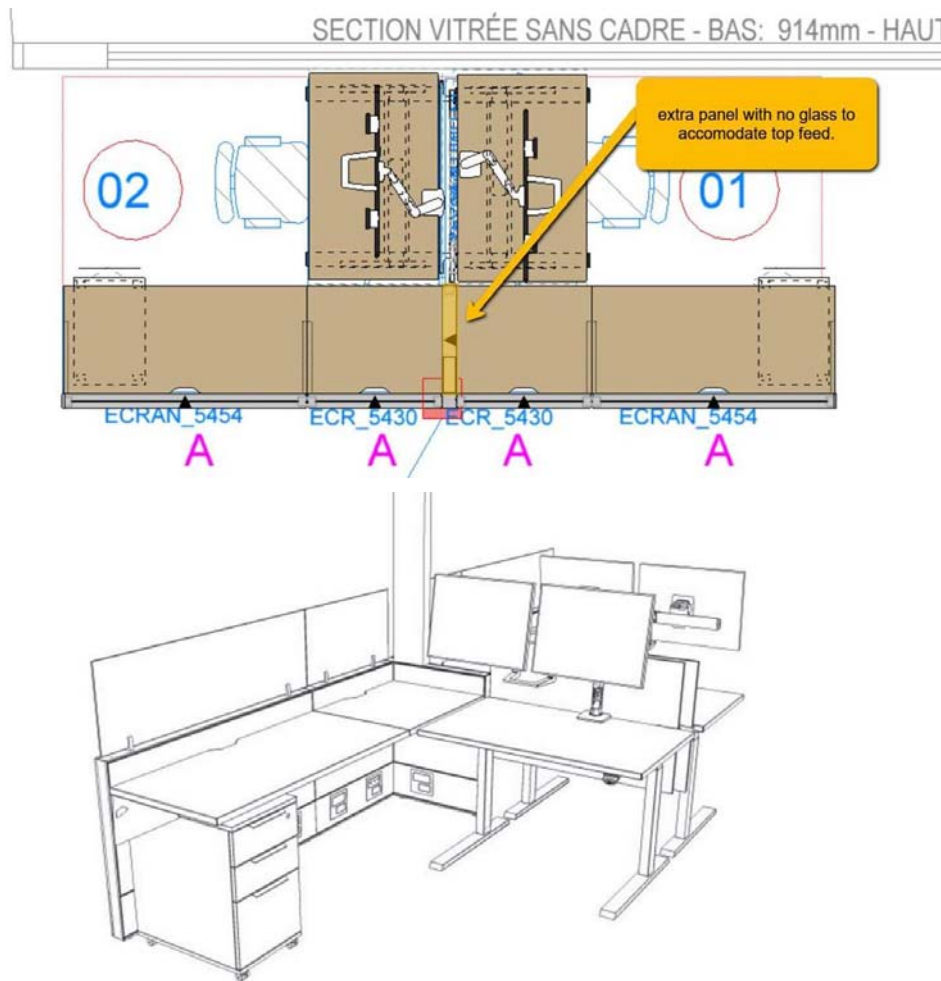 SECTION VITRÉE SANS CADRE - BAS: 914mm - HAUT
extra panel with no glass to
accomodate top feed.
02
01
ECRAN_5454
ECR_5430
ECR_5430
ECRAN_5454
A
A
A
A